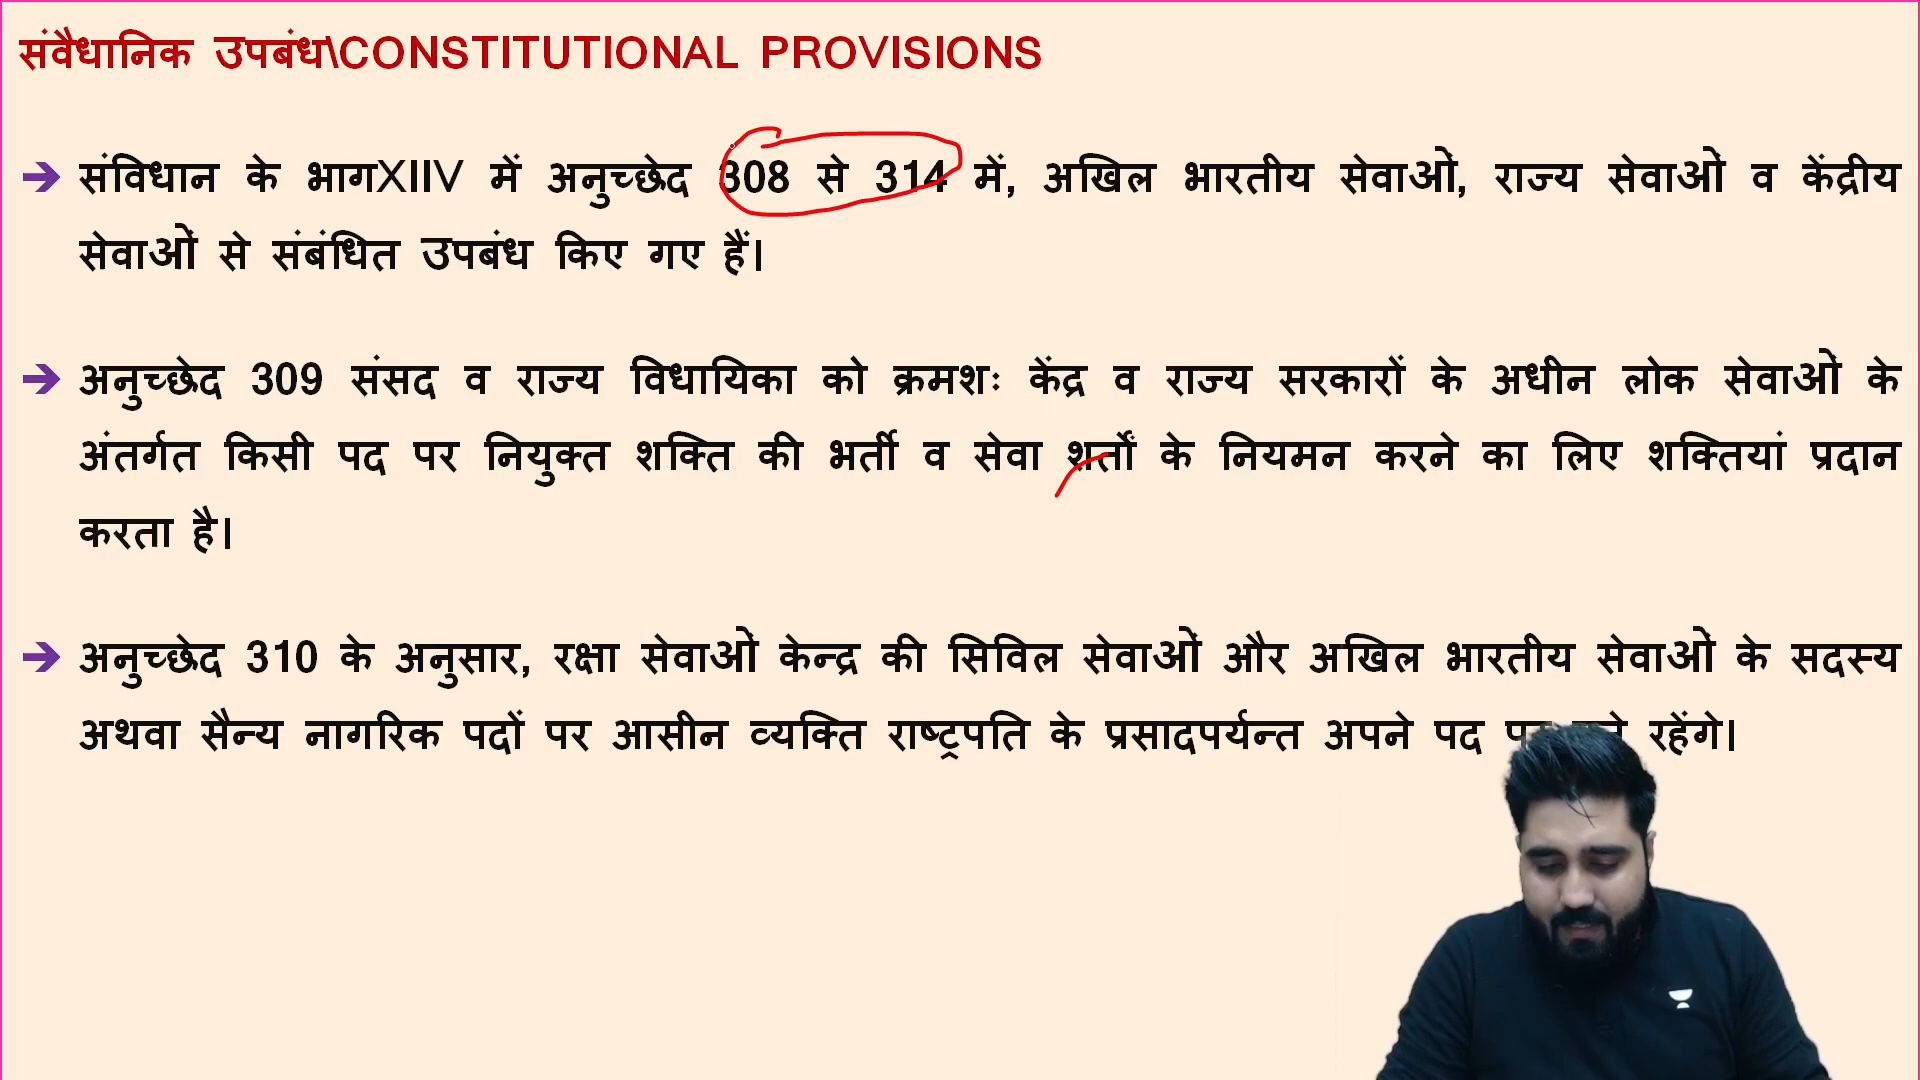 संवैधानिक उपबंध\CONSTITUTIONAL PROVISIONS
➔ संविधान के भागXIIV में अनुच्छेद 308 से 314 में, अखिल भारतीय सेवाओं, राज्य सेवाओं व केंद्रीय
सेवाओं से संबंधित उपबंध किए गए हैं।
➔ अनुच्छेद 309 संसद व राज्य विधायिका को क्रमशः केंद्र व राज्य सरकारों के अधीन लोक सेवाओं के
अंतर्गत किसी पद पर नियुक्त शक्ति की भर्ती व सेवा शर्तों के नियमन करने का लिए शक्तियां प्रदान
करता है।
➔ अनुच्छेद 310 के अनुसार, रक्षा सेवाओं केन्द्र की सिविल सेवाओं और अखिल भारतीय सेवाओं के सदस्य
अथवा सैन्य नागरिक पदों पर आसीन व्यक्ति राष्ट्रपति के प्रसादपर्यन्त अपने पद रहेंगे।